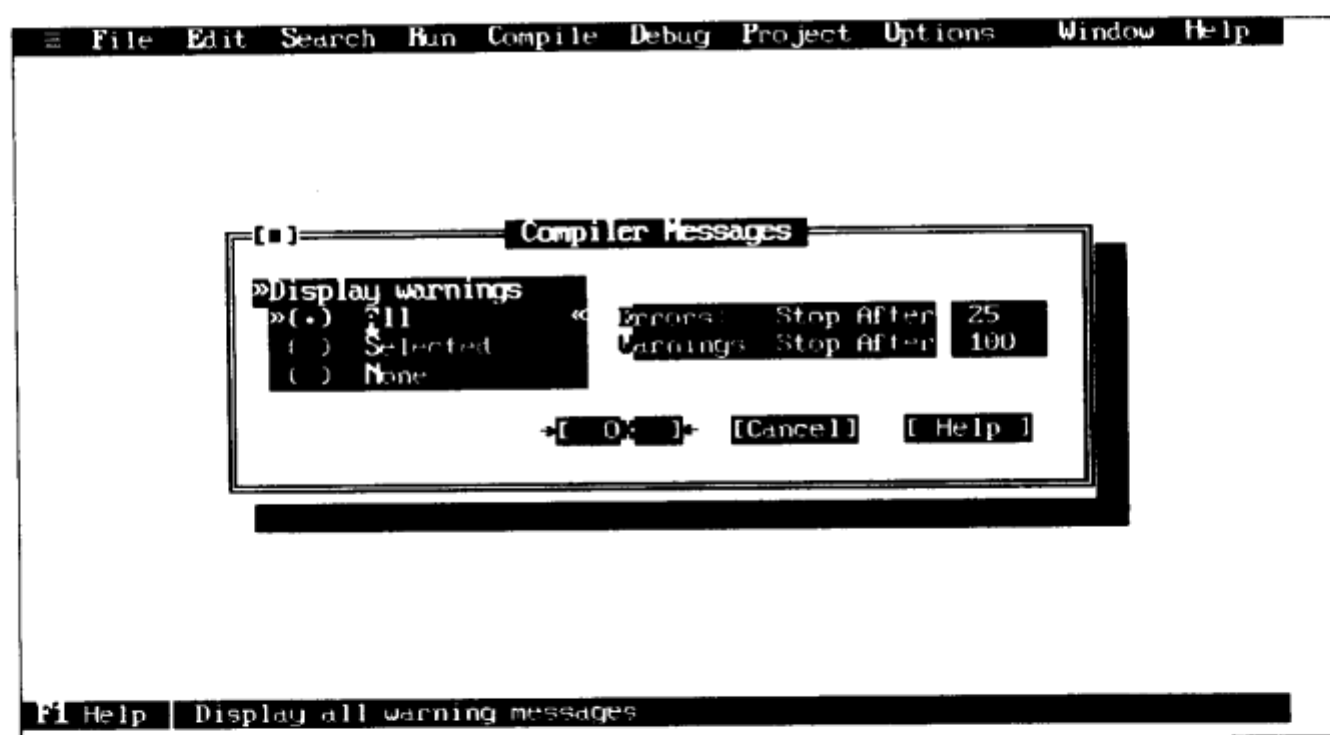 ≡ File Edit Search Run Compile Debug Project Options Window Help
[■] Compiler Messages
»Display warnings
»(•) All «
( ) Selected
( ) None
Errors: Stop After 25
Warnings Stop After 100
[ OK ] [Cancel] [ Help ]
F1 Help | Display all warning messages